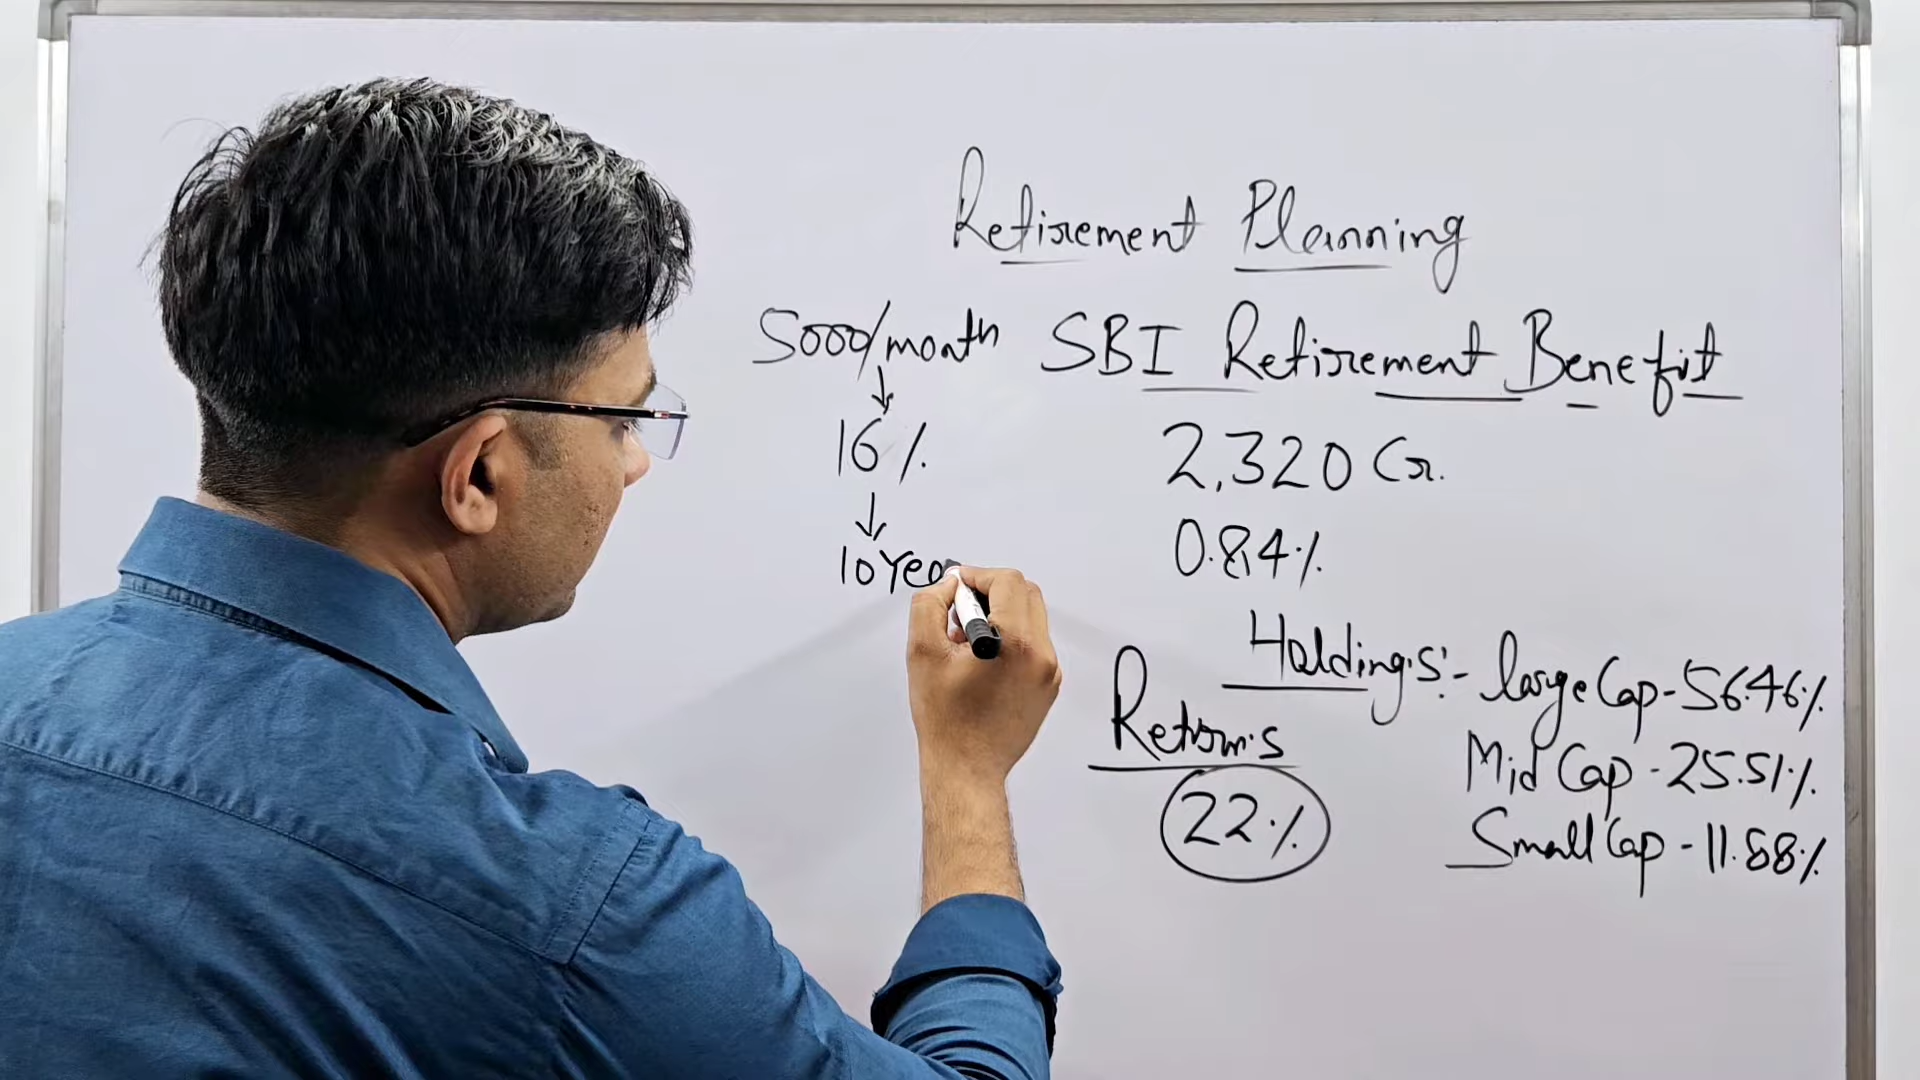 Retirement Planning
5000/month
16%
10 Yea
SBI Retirement Benefit
2,320 Cr.
0.84%
Holdings:- large Cap - 56.46%
Mid Cap - 25.51%
Small Cap - 11.88%
Returns
22%